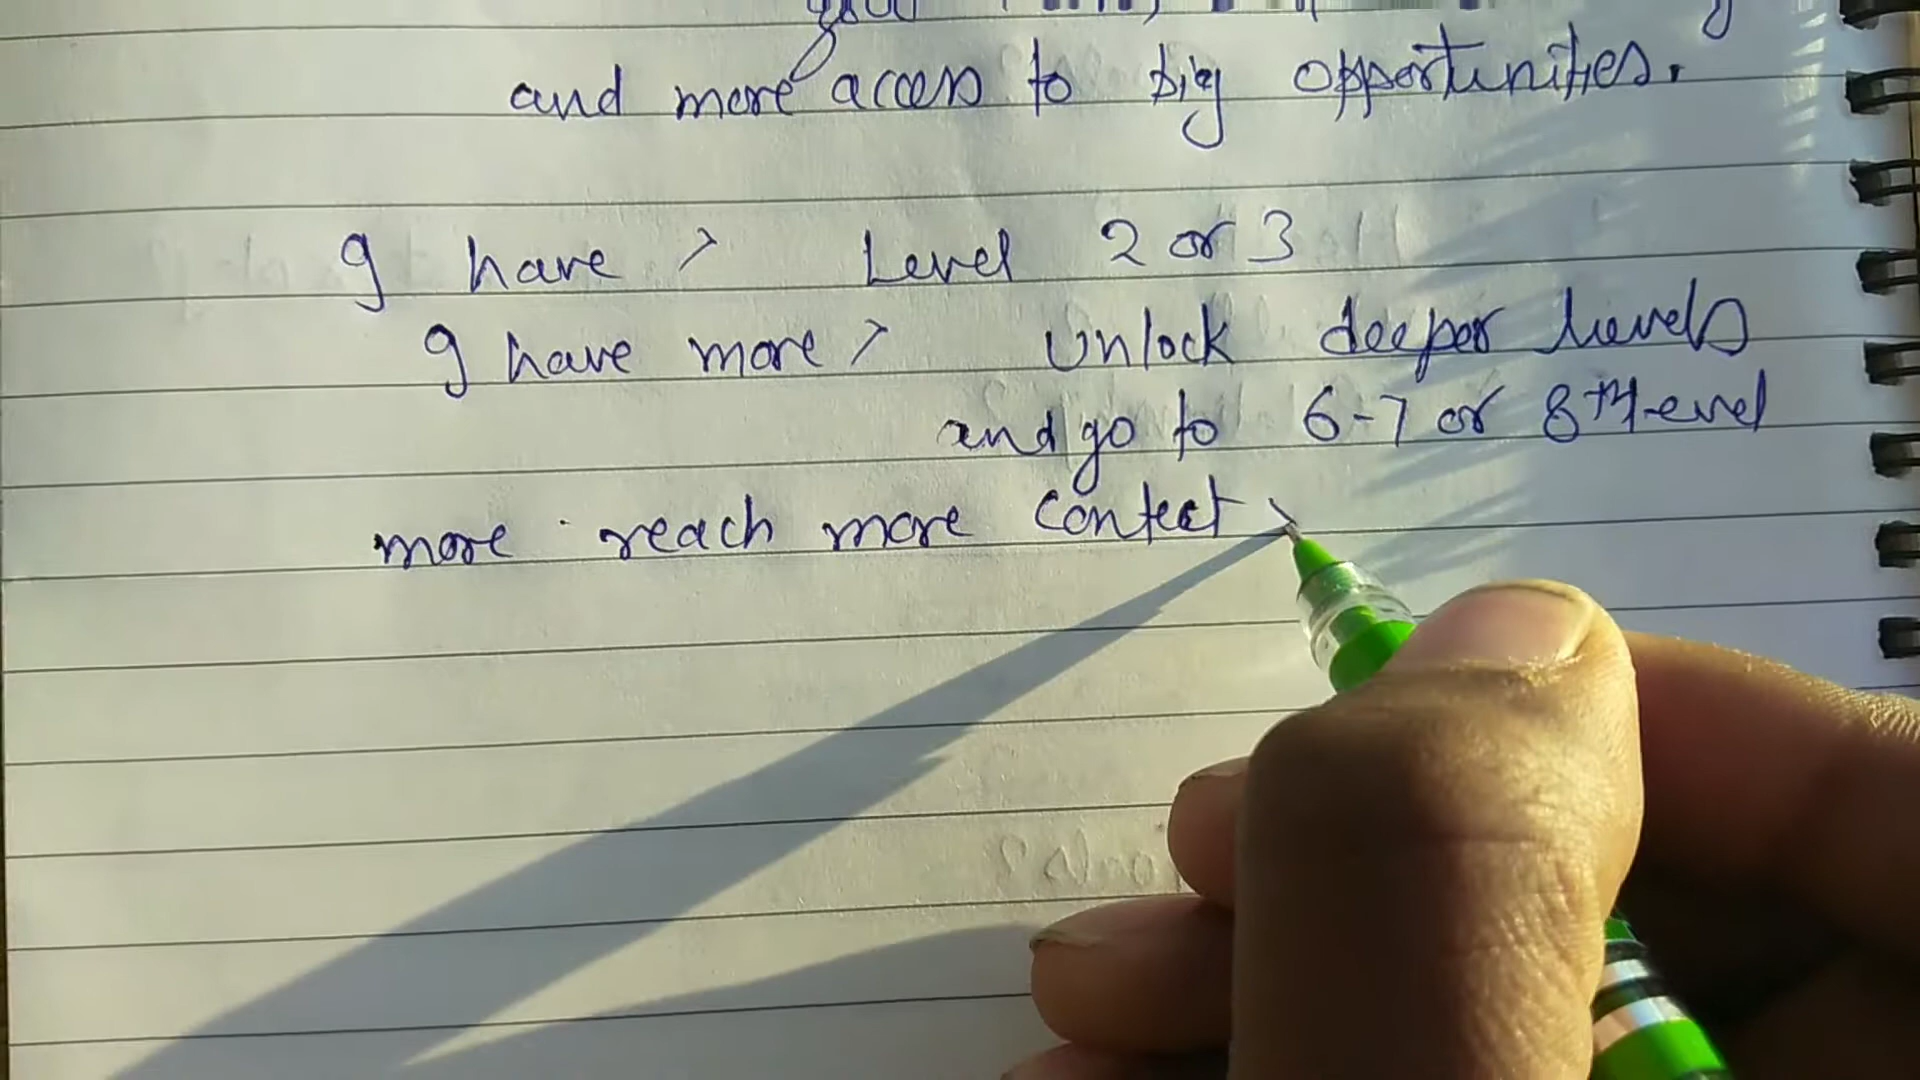 and more access to big opportunities.
I have > Level 2 or 3
I have more > Unlock deeper levels
and go to 6-7 or 8th level
more reach more contect >